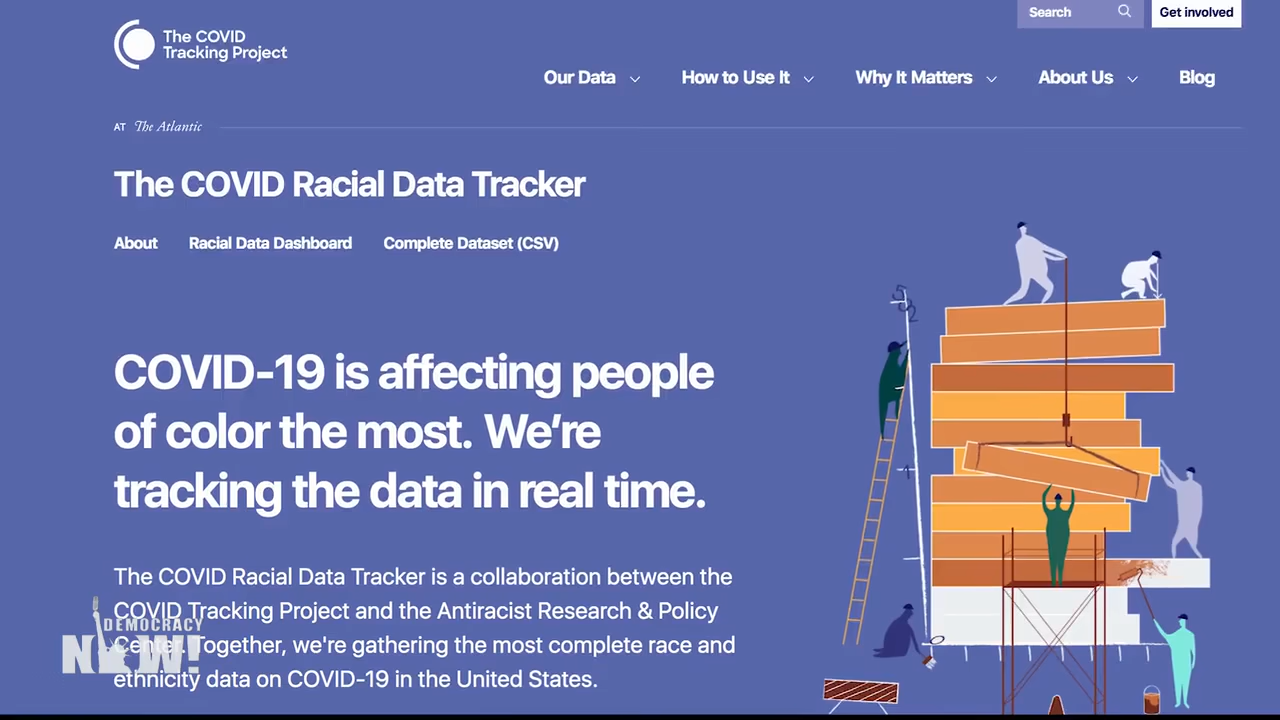 Search
Get involved
The COVID
Tracking Project
Our Data
How to Use It
Why It Matters
About Us
Blog
AT The Atlantic
The COVID Racial Data Tracker
About
Racial Data Dashboard
Complete Dataset (CSV)
COVID-19 is affecting people
of color the most. We're
tracking the data in real time.
The COVID Racial Data Tracker is a collaboration between the
COVID Tracking Project and the Antiracist Research & Policy
Center. Together, we're gathering the most complete race and
ethnicity data on COVID-19 in the United States.
DEMOCRACY
NOW!